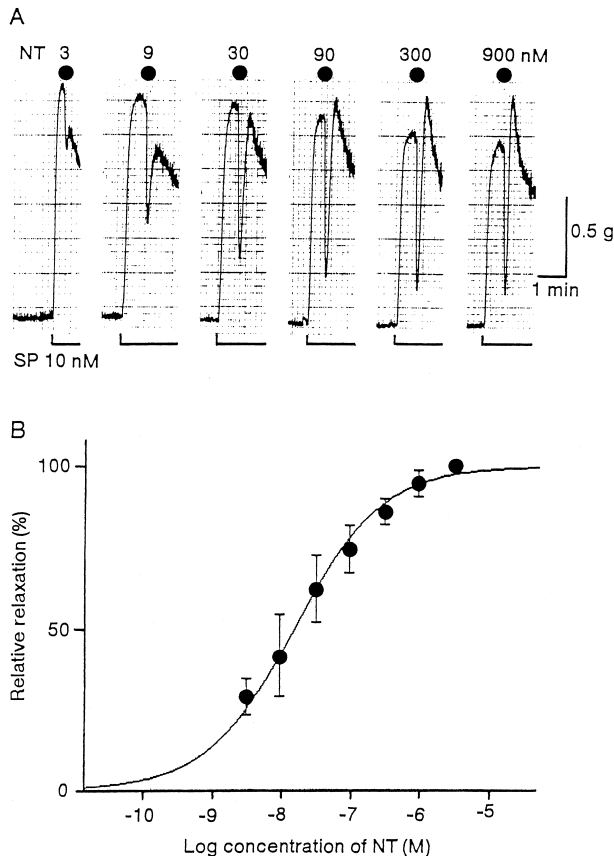 A
NT 3 9 30 90 300 900 nM
0.5 g
1 min
SP 10 nM
B
100
50
0
Relative relaxation (%)
-10 -9 -8 -7 -6 -5
Log concentration of NT (M)